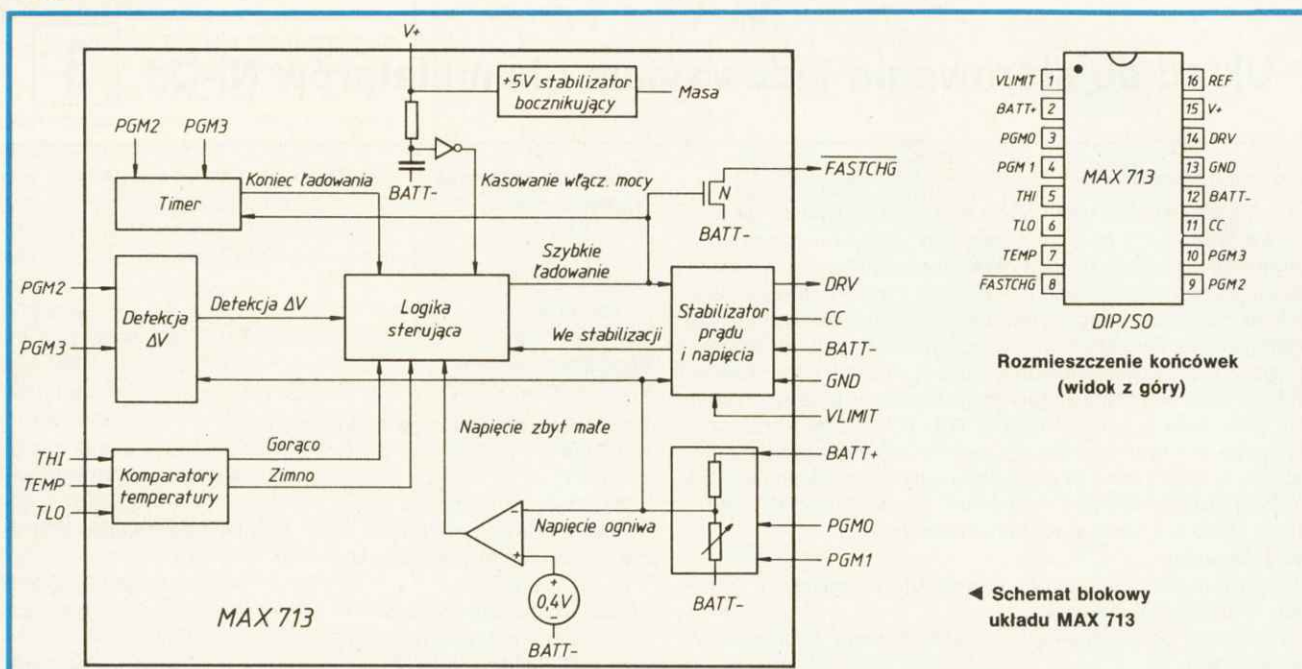 V+
+5V stabilizator
bocznikujący
Masa
PGM2
PGM3
Koniec ładowania
Timer
BATT-
Kasowanie włącz. mocy
FASTCHG
N
BATT-
Szybkie
ładowanie
PGM2
PGM3
Detekcja
ΔV
Detekcja ΔV
Logika
sterująca
We stabilizacji
Stabilizator
prądu
i napięcia
DRV
CC
BATT-
GND
VLIMIT
Napięcie zbyt małe
THI
TEMP
TLO
Komparatory
temperatury
Gorąco
Zimno
BATT+
PGM0
PGM1
BATT-
Napięcie ogniwa
-
+
+
0,4V
-
BATT-
MAX 713
VLIMIT 1
BATT+ 2
PGM0 3
PGM 1 4
THI 5
TLO 6
TEMP 7
FASTCHG 8
MAX 713
16 REF
15 V+
14 DRV
13 GND
12 BATT-
11 CC
10 PGM3
9 PGM2
DIP/SO
Rozmieszczenie końcówek
(widok z góry)
◄ Schemat blokowy
układu MAX 713